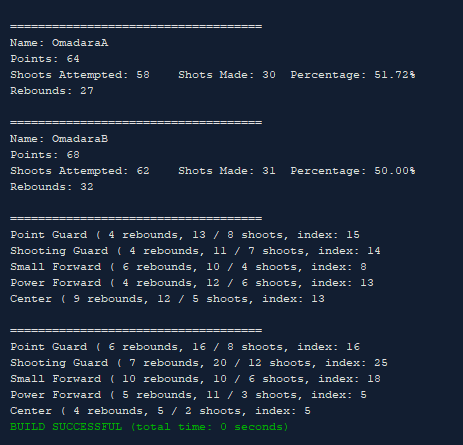 ====================================
Name: OmadaraA
Points: 64
Shoots Attempted: 58    Shots Made: 30  Percentage: 51.72%
Rebounds: 27
====================================
Name: OmadaraB
Points: 68
Shoots Attempted: 62    Shots Made: 31  Percentage: 50.00%
Rebounds: 32
====================================
Point Guard ( 4 rebounds, 13 / 8 shoots, index: 15
Shooting Guard ( 4 rebounds, 11 / 7 shoots, index: 14
Small Forward ( 6 rebounds, 10 / 4 shoots, index: 8
Power Forward ( 4 rebounds, 12 / 6 shoots, index: 13
Center ( 9 rebounds, 12 / 5 shoots, index: 13
====================================
Point Guard ( 6 rebounds, 16 / 8 shoots, index: 16
Shooting Guard ( 7 rebounds, 20 / 12 shoots, index: 25
Small Forward ( 10 rebounds, 10 / 6 shoots, index: 18
Power Forward ( 5 rebounds, 11 / 3 shoots, index: 5
Center ( 4 rebounds, 5 / 2 shoots, index: 5
BUILD SUCCESSFUL (total time: 0 seconds)